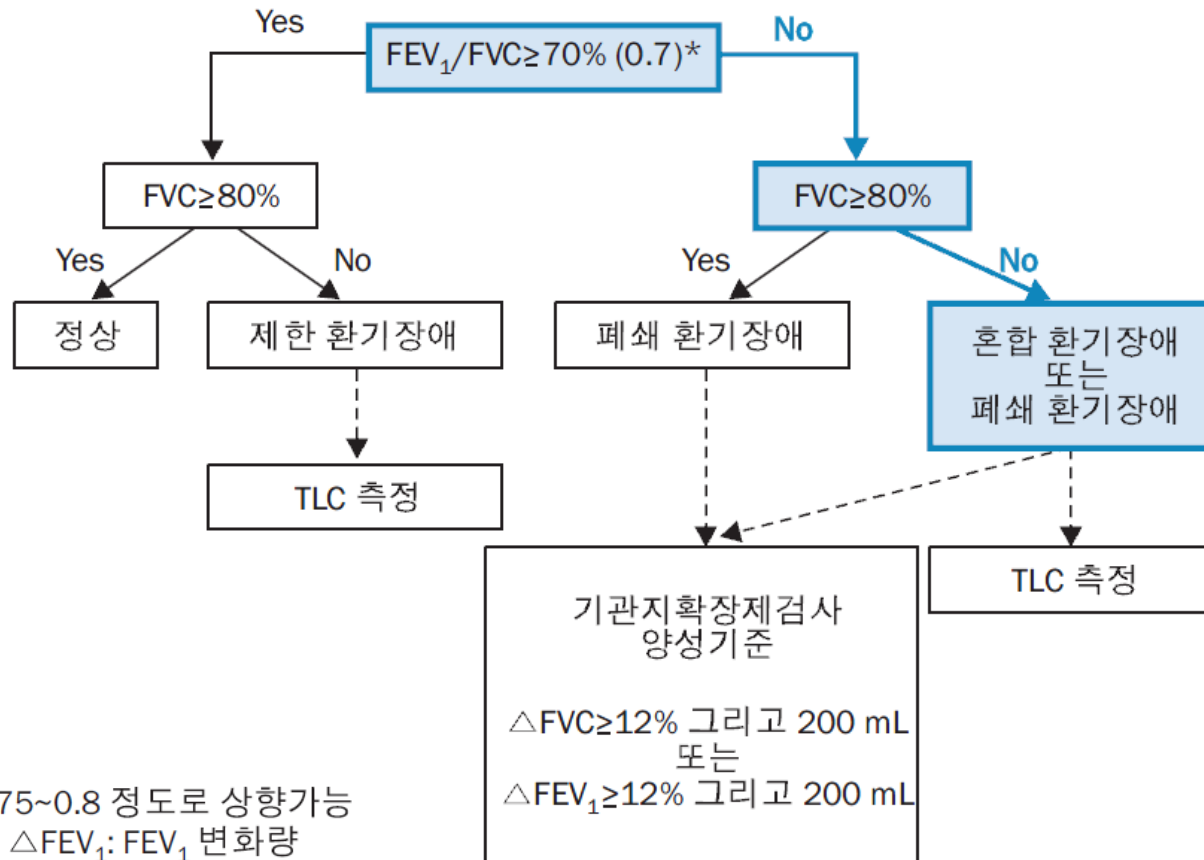 Yes
FEV₁/FVC≥70% (0.7)*
No
FVC≥80%
FVC≥80%
Yes
No
Yes
No
정상
제한 환기장애
폐쇄 환기장애
혼합 환기장애
또는
폐쇄 환기장애
TLC 측정
기관지확장제검사
양성기준
△FVC≥12% 그리고 200 mL
또는
△FEV₁≥12% 그리고 200 mL
TLC 측정
75~0.8 정도로 상향가능
△FEV₁: FEV₁ 변화량